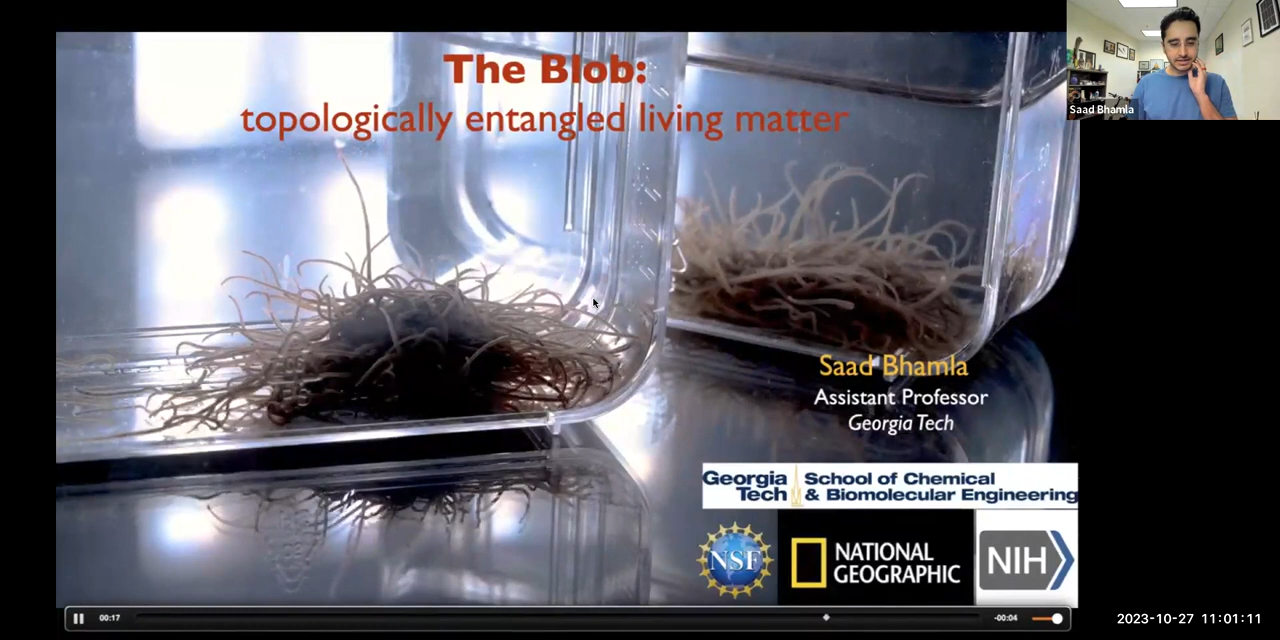 The Blob:
topologically entangled living matter
Saad Bhamla
Saad Bhamla
Assistant Professor
Georgia Tech
Georgia Tech
School of Chemical & Biomolecular Engineering
NSF
NATIONAL GEOGRAPHIC
NIH
00:17
-00:04
2023-10-27 11:01:11